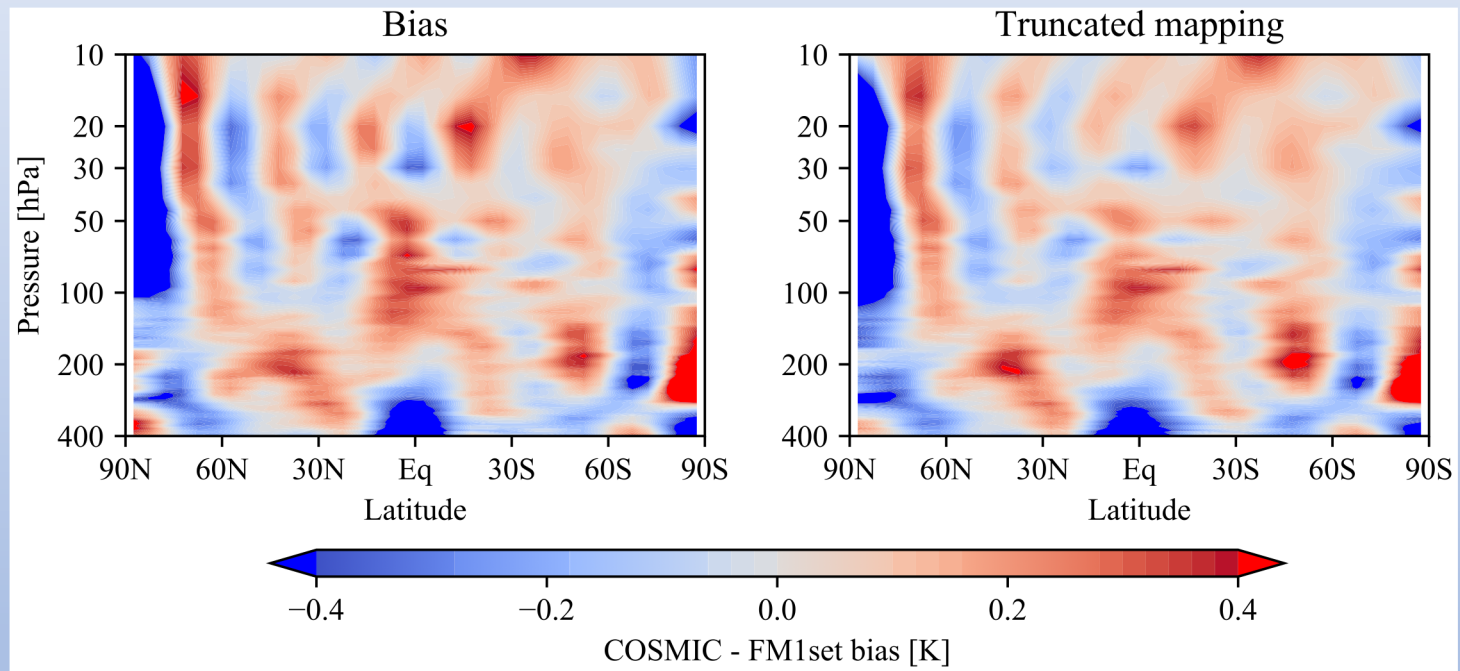 Bias
Truncated mapping
10
20
30
50
100
200
400
Pressure [hPa]
90N 60N 30N Eq 30S 60S 90S
Latitude
10
20
30
50
100
200
400
90N 60N 30N Eq 30S 60S 90S
Latitude
−0.4 −0.2 0.0 0.2 0.4
COSMIC - FM1set bias [K]